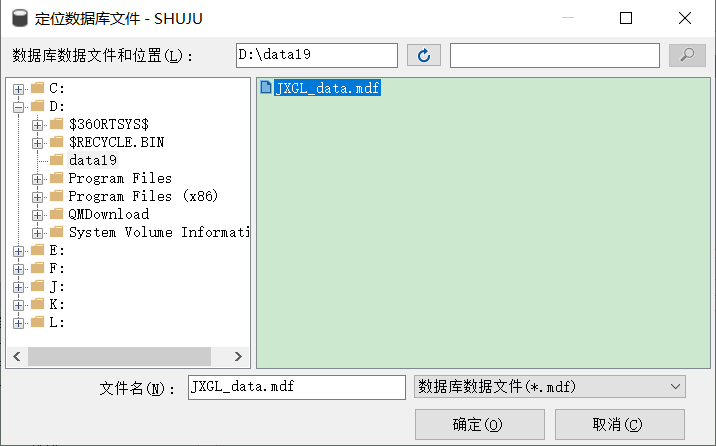 定位数据库文件 - SHUJU
数据库数据文件和位置(L)： D:\data19
C:
D:
$360RTSYS$
$RECYCLE.BIN
data19
Program Files
Program Files (x86)
QMDownload
System Volume Informati
E:
F:
J:
K:
L:
JXGL_data.mdf
文件名(N)： JXGL_data.mdf 数据库数据文件(*.mdf)
确定(O) 取消(C)